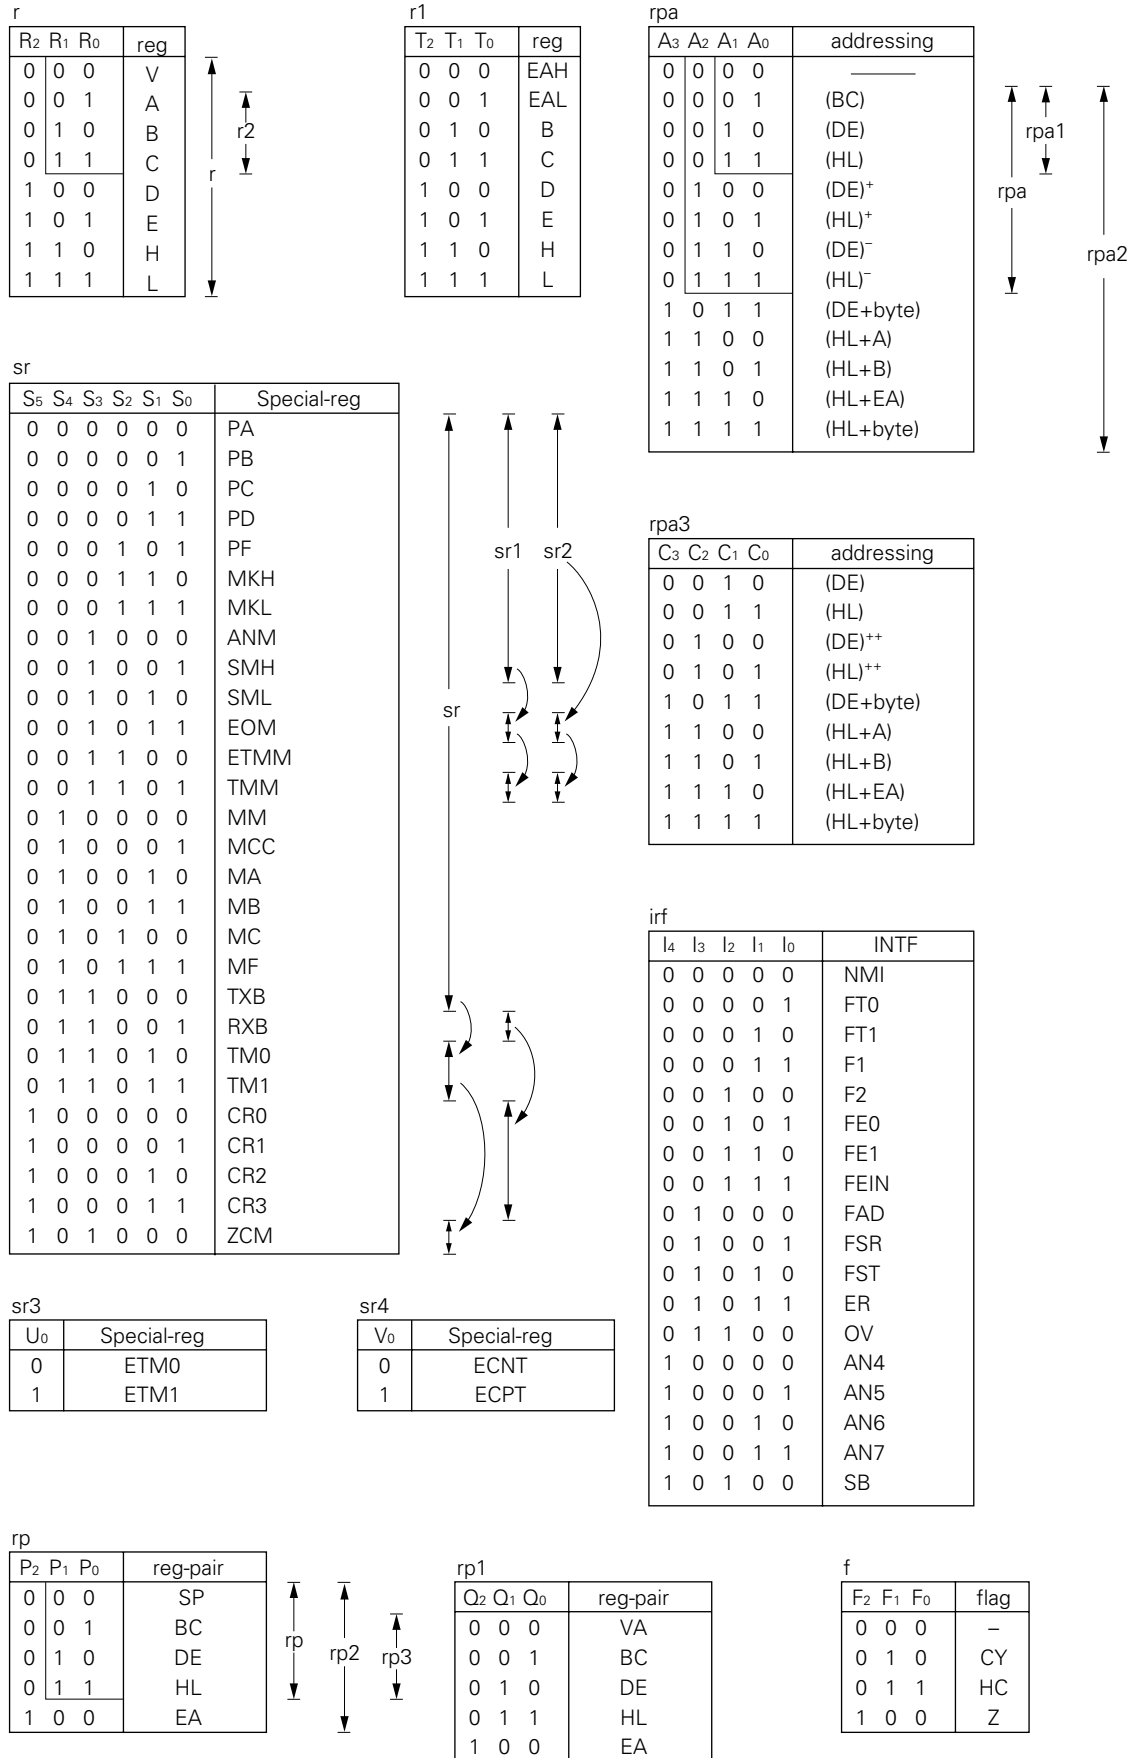 r
R2 R1 R0 reg
0 0 0 V
0 0 1 A
0 1 0 B
0 1 1 C
1 0 0 D
1 0 1 E
1 1 0 H
1 1 1 L
r2
r
r1
T2 T1 T0 reg
0 0 0 EAH
0 0 1 EAL
0 1 0 B
0 1 1 C
1 0 0 D
1 0 1 E
1 1 0 H
1 1 1 L
rpa
A3 A2 A1 A0 addressing
0 0 0 0 ———
0 0 0 1 (BC)
0 0 1 0 (DE)
0 0 1 1 (HL)
0 1 0 0 (DE)+
0 1 0 1 (HL)+
0 1 1 0 (DE)–
0 1 1 1 (HL)–
1 0 1 1 (DE+byte)
1 1 0 0 (HL+A)
1 1 0 1 (HL+B)
1 1 1 0 (HL+EA)
1 1 1 1 (HL+byte)
rpa1
rpa
rpa2
sr
S5 S4 S3 S2 S1 S0 Special-reg
0 0 0 0 0 0 PA
0 0 0 0 0 1 PB
0 0 0 0 1 0 PC
0 0 0 0 1 1 PD
0 0 0 1 0 1 PF
0 0 0 1 1 0 MKH
0 0 0 1 1 1 MKL
0 0 1 0 0 0 ANM
0 0 1 0 0 1 SMH
0 0 1 0 1 0 SML
0 0 1 0 1 1 EOM
0 0 1 1 0 0 ETMM
0 0 1 1 0 1 TMM
0 1 0 0 0 0 MM
0 1 0 0 0 1 MCC
0 1 0 0 1 0 MA
0 1 0 0 1 1 MB
0 1 0 1 0 0 MC
0 1 0 1 1 1 MF
0 1 1 0 0 0 TXB
0 1 1 0 0 1 RXB
0 1 1 0 1 0 TM0
0 1 1 0 1 1 TM1
1 0 0 0 0 0 CR0
1 0 0 0 0 1 CR1
1 0 0 0 1 0 CR2
1 0 0 0 1 1 CR3
1 0 1 0 0 0 ZCM
sr1 sr2
sr
rpa3
C3 C2 C1 C0 addressing
0 0 1 0 (DE)
0 0 1 1 (HL)
0 1 0 0 (DE)++
0 1 0 1 (HL)++
1 0 1 1 (DE+byte)
1 1 0 0 (HL+A)
1 1 0 1 (HL+B)
1 1 1 0 (HL+EA)
1 1 1 1 (HL+byte)
irf
I4 I3 I2 I1 I0 INTF
0 0 0 0 0 NMI
0 0 0 0 1 FT0
0 0 0 1 0 FT1
0 0 0 1 1 F1
0 0 1 0 0 F2
0 0 1 0 1 FE0
0 0 1 1 0 FE1
0 0 1 1 1 FEIN
0 1 0 0 0 FAD
0 1 0 0 1 FSR
0 1 0 1 0 FST
0 1 0 1 1 ER
0 1 1 0 0 OV
1 0 0 0 0 AN4
1 0 0 0 1 AN5
1 0 0 1 0 AN6
1 0 0 1 1 AN7
1 0 1 0 0 SB
sr3
U0 Special-reg
0 ETM0
1 ETM1
sr4
V0 Special-reg
0 ECNT
1 ECPT
rp
P2 P1 P0 reg-pair
0 0 0 SP
0 0 1 BC
0 1 0 DE
0 1 1 HL
1 0 0 EA
rp
rp2
rp3
rp1
Q2 Q1 Q0 reg-pair
0 0 0 VA
0 0 1 BC
0 1 0 DE
0 1 1 HL
1 0 0 EA
f
F2 F1 F0 flag
0 0 0 –
0 1 0 CY
0 1 1 HC
1 0 0 Z